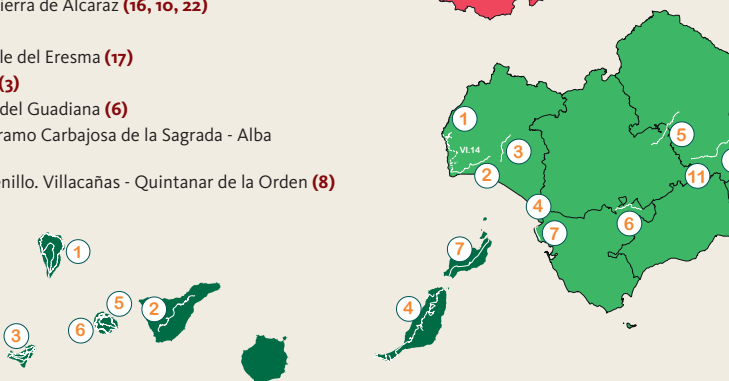 ierra de Alcaraz (16, 10, 22)
le del Eresma (17)
(3)
del Guadiana (6)
ramo Carbajosa de la Sagrada - Alba
enillo. Villacañas - Quintanar de la Orden (8)
1
VI.14
3
2
5
11
4
7
6
1
7
5
2
4
6
3